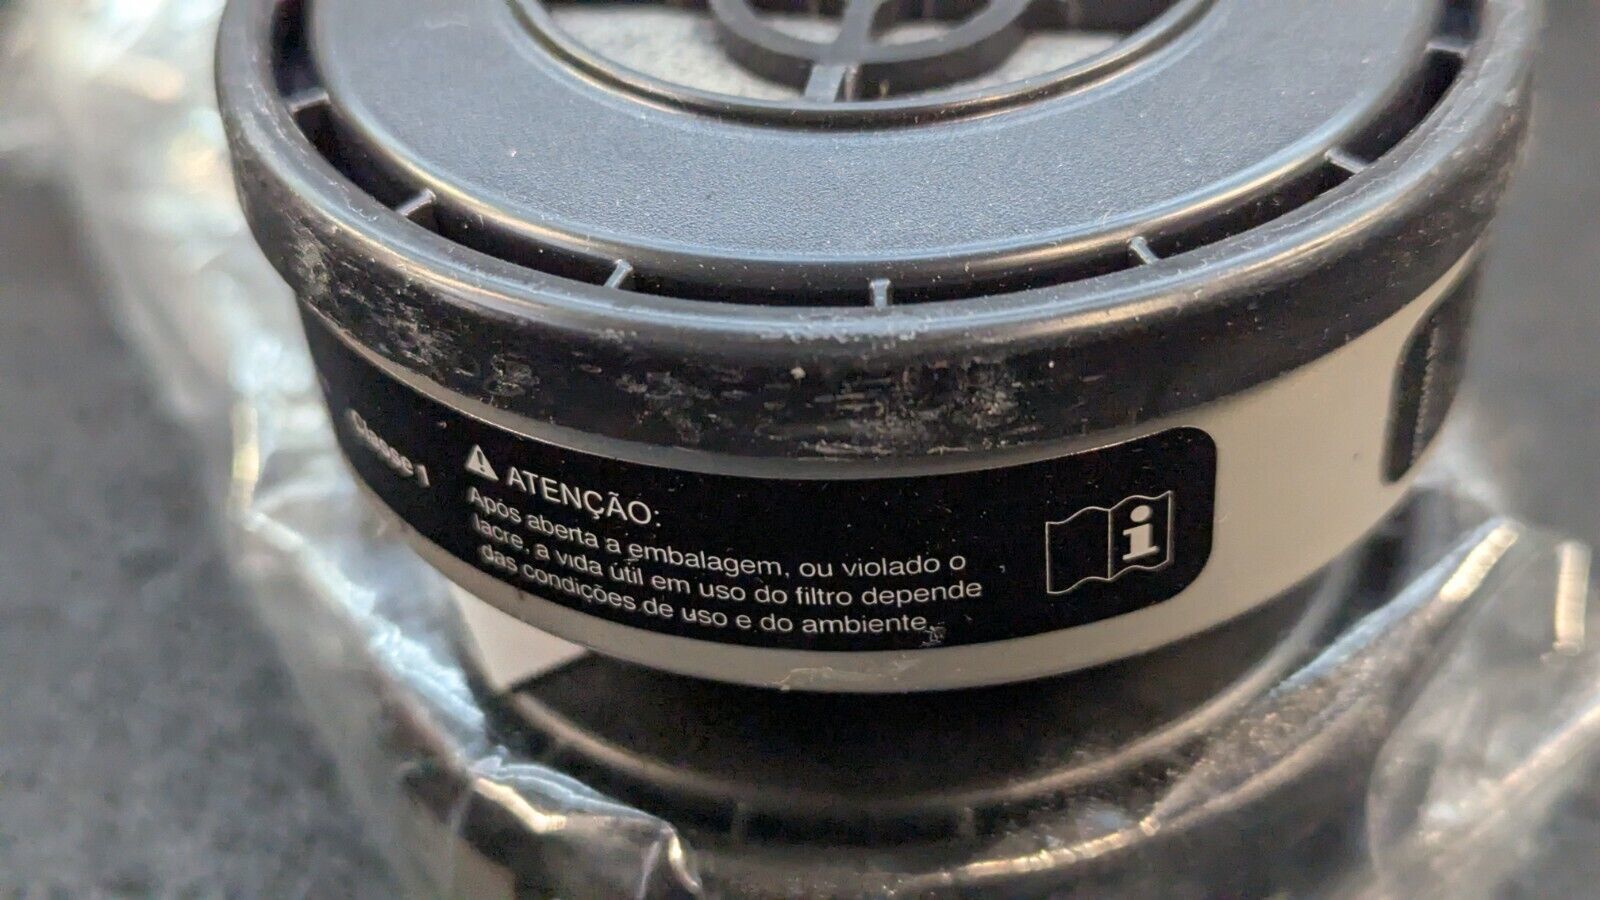 Classe 1
ATENÇÃO:
Após aberta a embalagem, ou violado o
lacre, a vida útil em uso do filtro depende
das condições de uso e do ambiente.
i